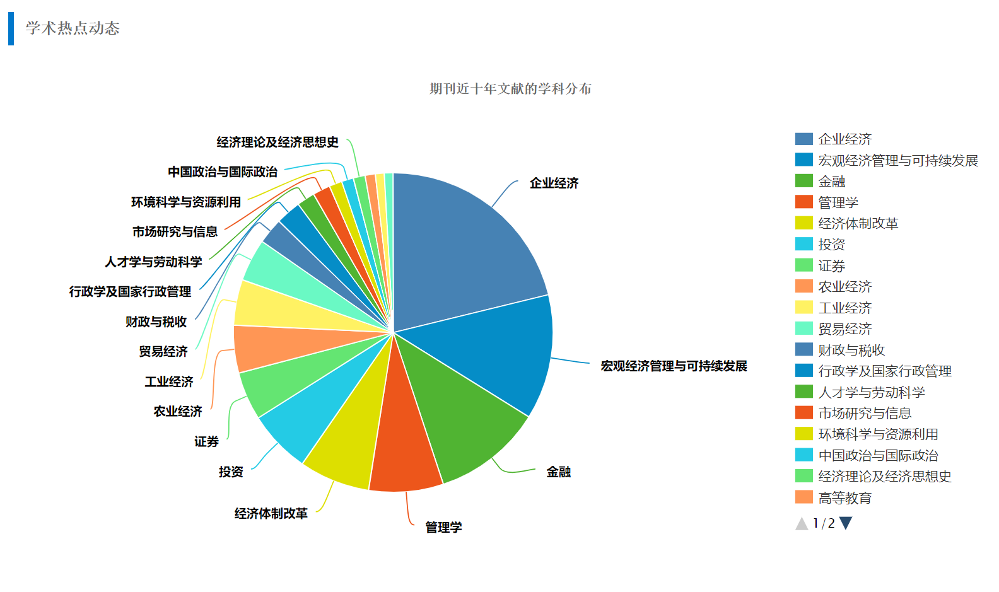 学术热点动态
期刊近十年文献的学科分布
经济理论及经济思想史
中国政治与国际政治
环境科学与资源利用
市场研究与信息
人才学与劳动科学
行政学及国家行政管理
财政与税收
贸易经济
工业经济
农业经济
证券
投资
经济体制改革
管理学
金融
宏观经济管理与可持续发展
企业经济
企业经济
宏观经济管理与可持续发展
金融
管理学
经济体制改革
投资
证券
农业经济
工业经济
贸易经济
财政与税收
行政学及国家行政管理
人才学与劳动科学
市场研究与信息
环境科学与资源利用
中国政治与国际政治
经济理论及经济思想史
高等教育
1/2